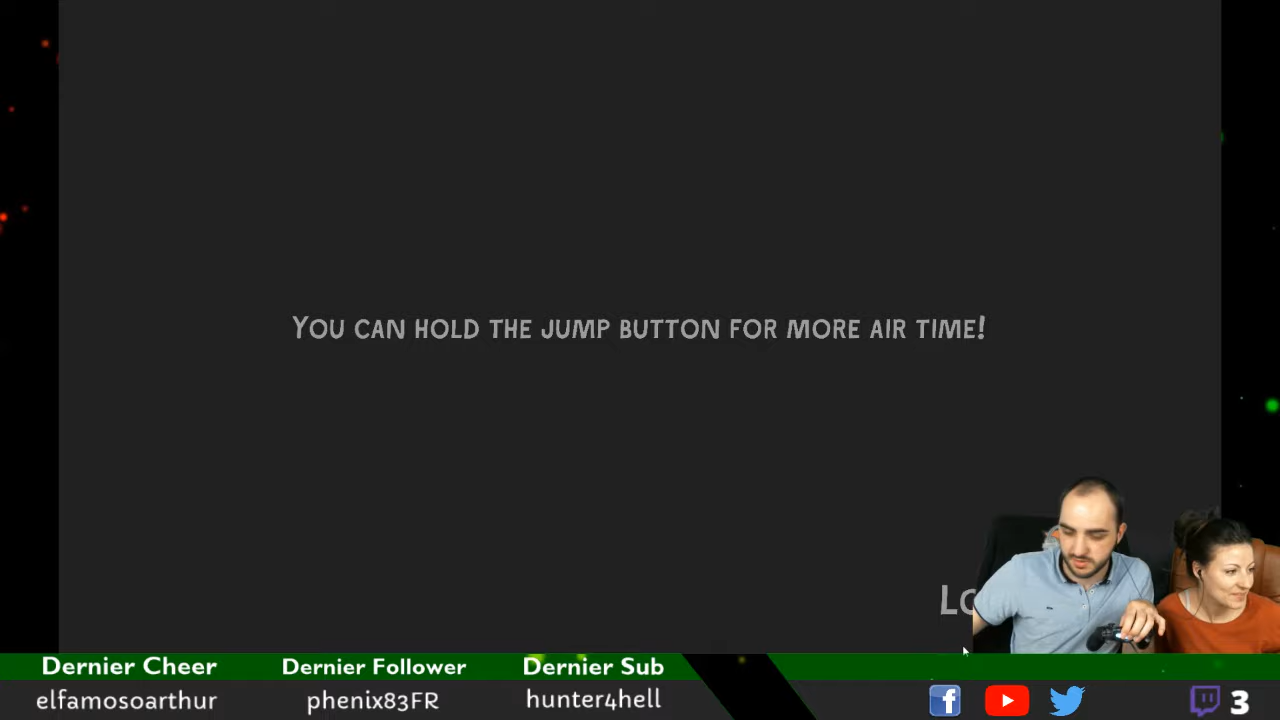 You can hold the jump button for more air time!
Lo
Dernier Cheer Dernier Follower Dernier Sub
elfamosoarthur phenix83FR hunter4hell
3